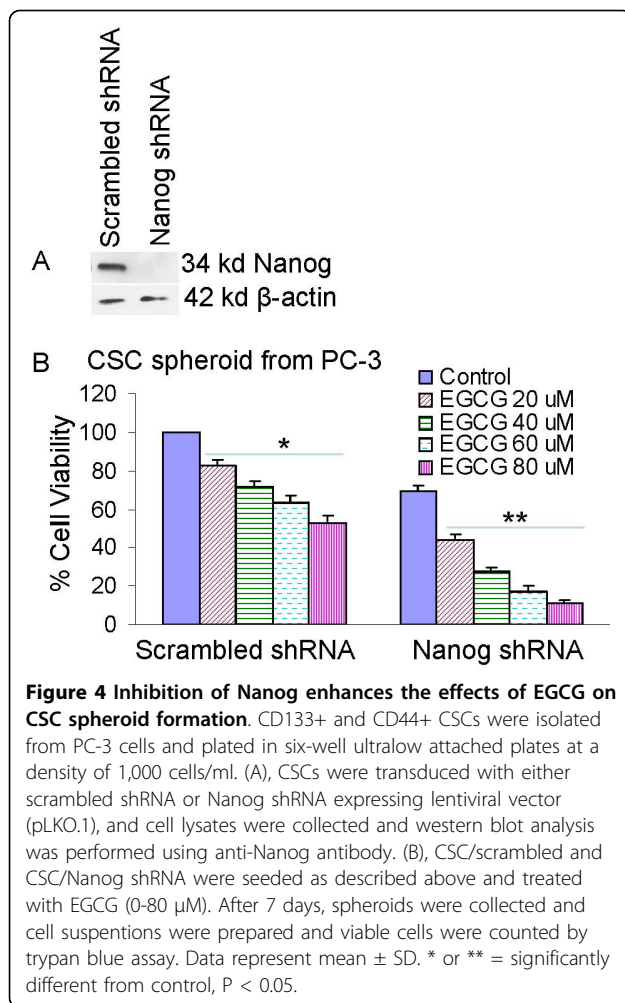 Scrambled shRNA
Nanog shRNA
A
34 kd Nanog
42 kd β-actin
B CSC spheroid from PC-3
Control
EGCG 20 uM
EGCG 40 uM
EGCG 60 uM
EGCG 80 uM
% Cell Viability
120
100
80
60
40
20
0
*
**
Scrambled shRNA
Nanog shRNA
Figure 4 Inhibition of Nanog enhances the effects of EGCG on
CSC spheroid formation. CD133+ and CD44+ CSCs were isolated
from PC-3 cells and plated in six-well ultralow attached plates at a
density of 1,000 cells/ml. (A), CSCs were transduced with either
scrambled shRNA or Nanog shRNA expressing lentiviral vector
(pLKO.1), and cell lysates were collected and western blot analysis
was performed using anti-Nanog antibody. (B), CSC/scrambled and
CSC/Nanog shRNA were seeded as described above and treated
with EGCG (0-80 μM). After 7 days, spheroids were collected and
cell suspentions were prepared and viable cells were counted by
trypan blue assay. Data represent mean ± SD. * or ** = significantly
different from control, P < 0.05.